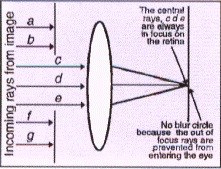 Incoming rays from image
a
b
c
d
e
f
g
The central
rays, c d e
are always
in focus on
the retina
No blur circle
because the out of
focus rays are
prevented from
entering the eye